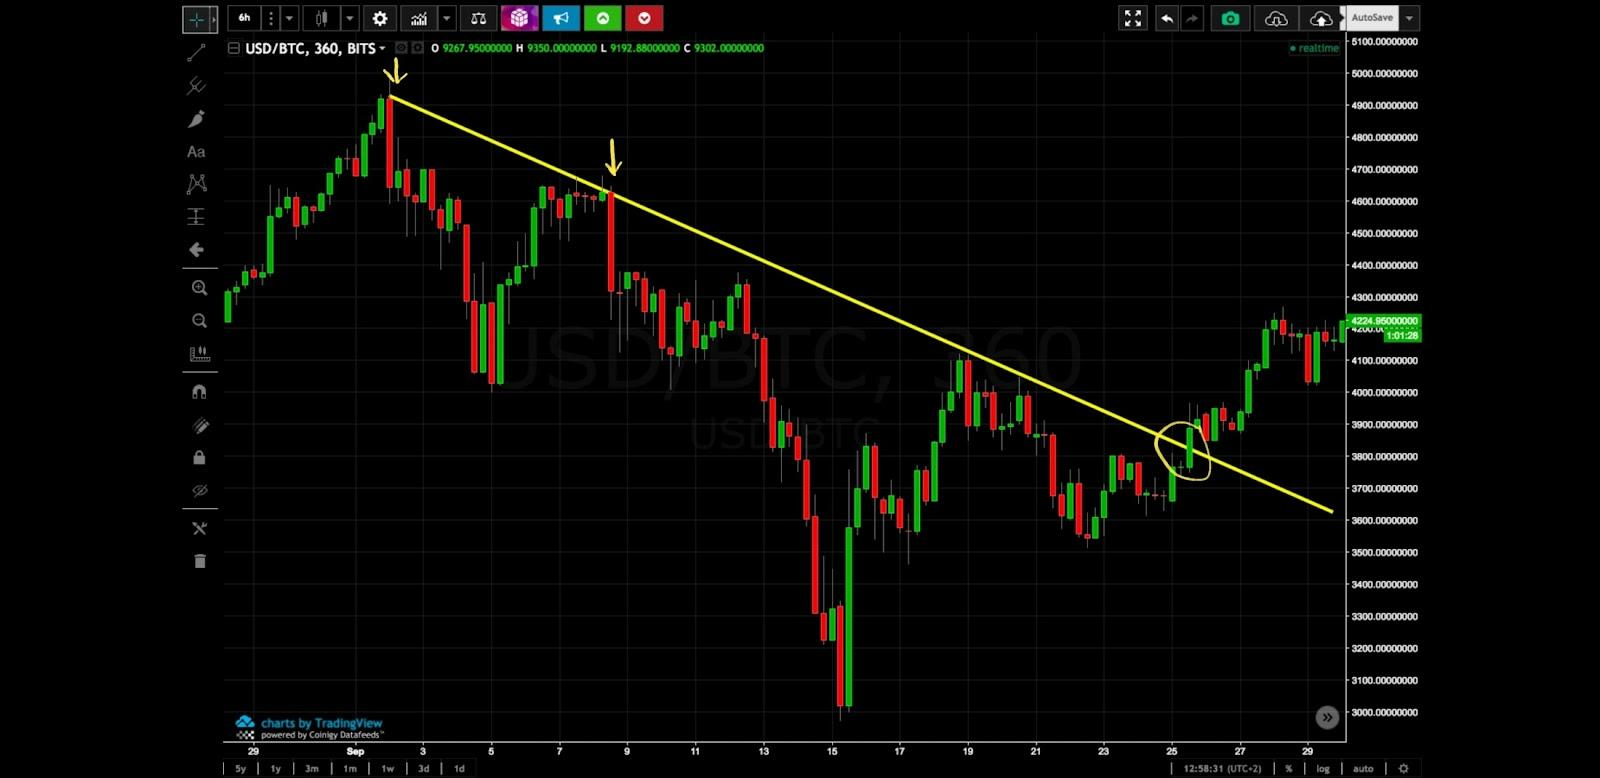 6h
AutoSave
USD/BTC, 360, BITS O 9267.95000000 H 9350.00000000 L 9192.88000000 C 9302.00000000
realtime
Aa
5100.00000000
5000.00000000
4900.00000000
4800.00000000
4700.00000000
4600.00000000
4500.00000000
4400.00000000
4300.00000000
4224.95000000
4200.0
1:01:28
4100.00000000
4000.00000000
3900.00000000
3800.00000000
3700.00000000
3600.00000000
3500.00000000
3400.00000000
3300.00000000
3200.00000000
3100.00000000
3000.00000000
USD/BTC, 360
USD/BTC
charts by TradingView
powered by Coinigy Datafeeds™
29 Sep 3 5 7 9 11 13 15 17 19 21 23 25 27 29
5y 1y 3m 1m 1w 3d 1d 12:58:31 (UTC+2) % log auto